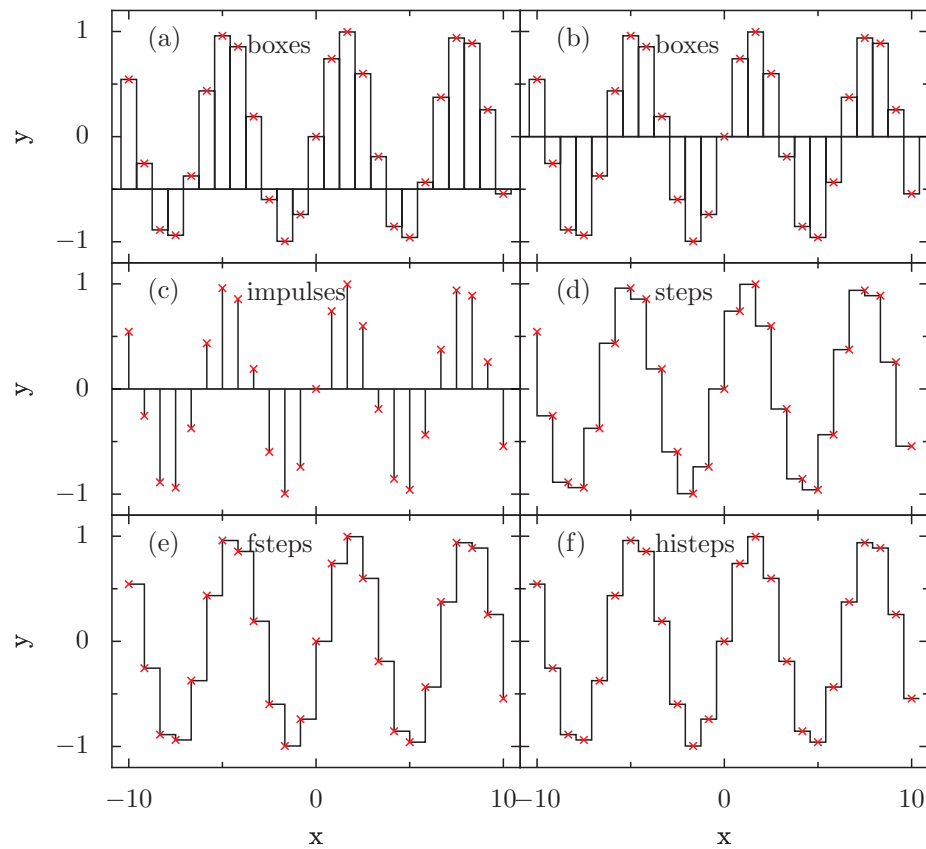 (a) boxes
(b) boxes
1
0
−1
y
(c) impulses
(d) steps
1
0
−1
y
(e) fsteps
(f) histeps
1
0
−1
y
−10 0 10
−10 0 10
x
x